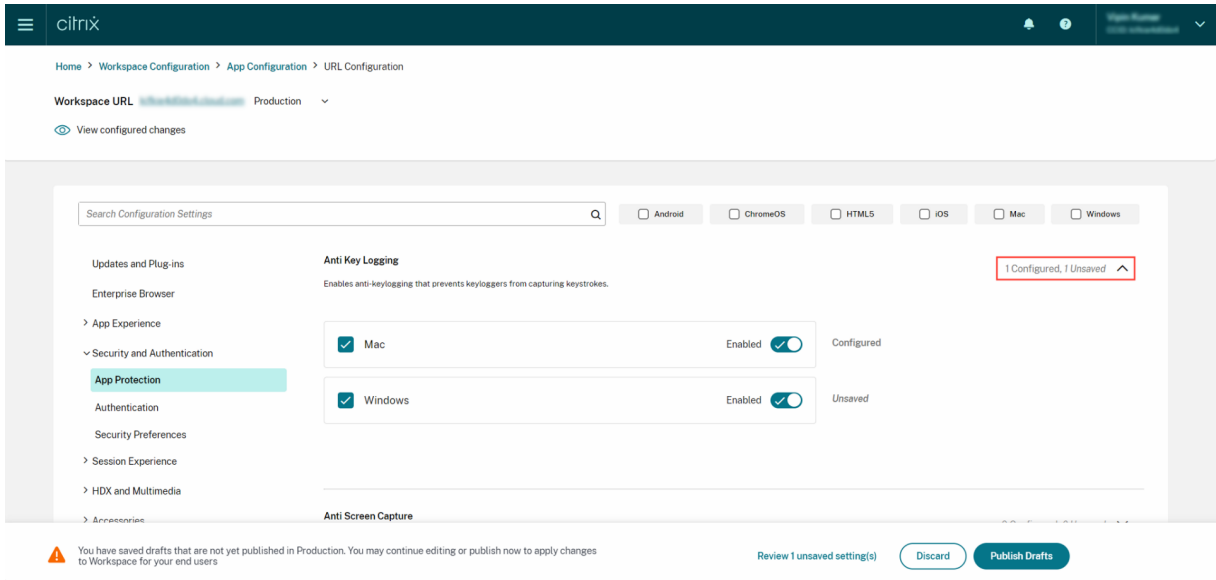 citrix
Home > Workspace Configuration > App Configuration > URL Configuration
Workspace URL Production
View configured changes
Search Configuration Settings
Android ChromeOS HTML5 iOS Mac Windows
Updates and Plug-ins
Enterprise Browser
App Experience
Security and Authentication
App Protection
Authentication
Security Preferences
Session Experience
HDX and Multimedia
Accessories
Anti Key Logging
1 Configured, 1 Unsaved
Enables anti-keylogging that prevents keyloggers from capturing keystrokes.
Mac Enabled Configured
Windows Enabled Unsaved
Anti Screen Capture
You have saved drafts that are not yet published in Production. You may continue editing or publish now to apply changes
to Workspace for your end users
Review 1 unsaved setting(s) Discard Publish Drafts